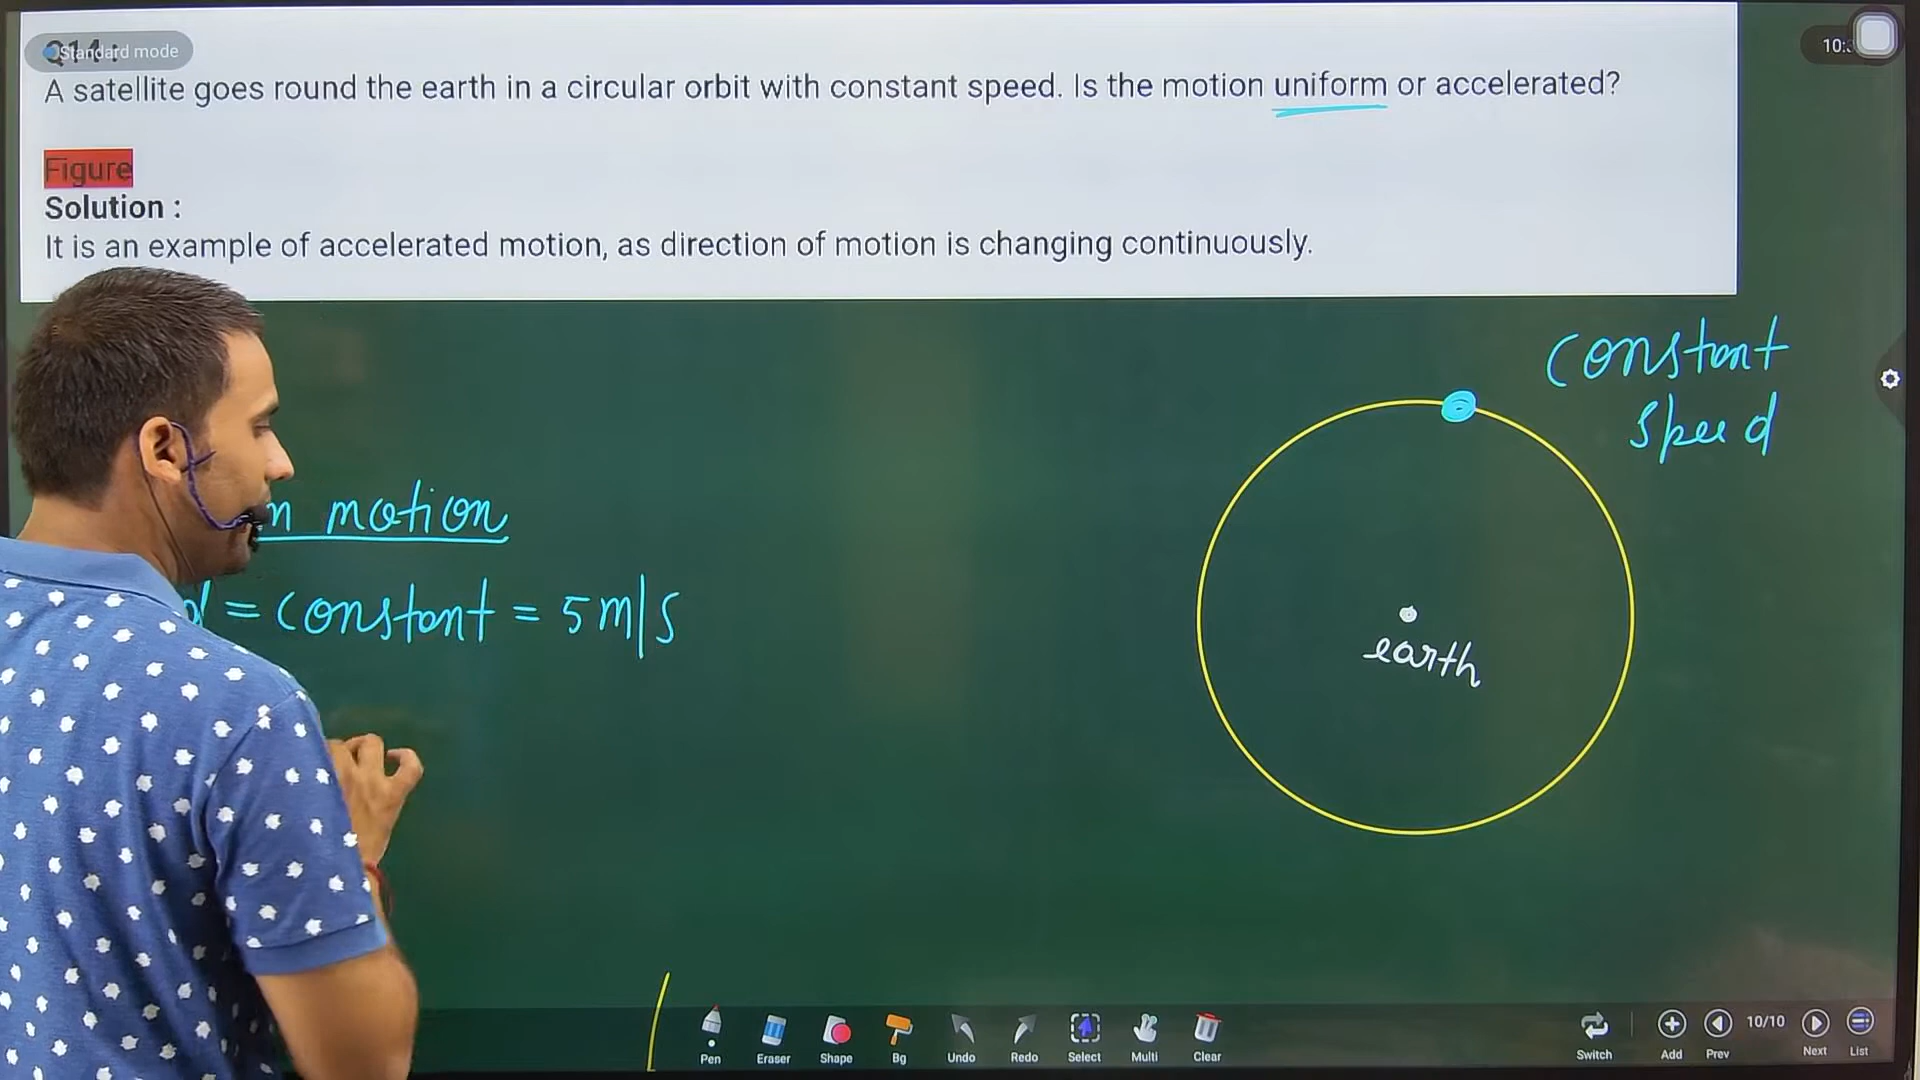 Standard mode
A satellite goes round the earth in a circular orbit with constant speed. Is the motion uniform or accelerated?
Figure
Solution :
It is an example of accelerated motion, as direction of motion is changing continuously.
constant
speed
motion
= constant = 5 m/s
earth
Pen Eraser Shape Bg Undo Redo Select Multi Clear
Switch Add Prev 10/10 Next List